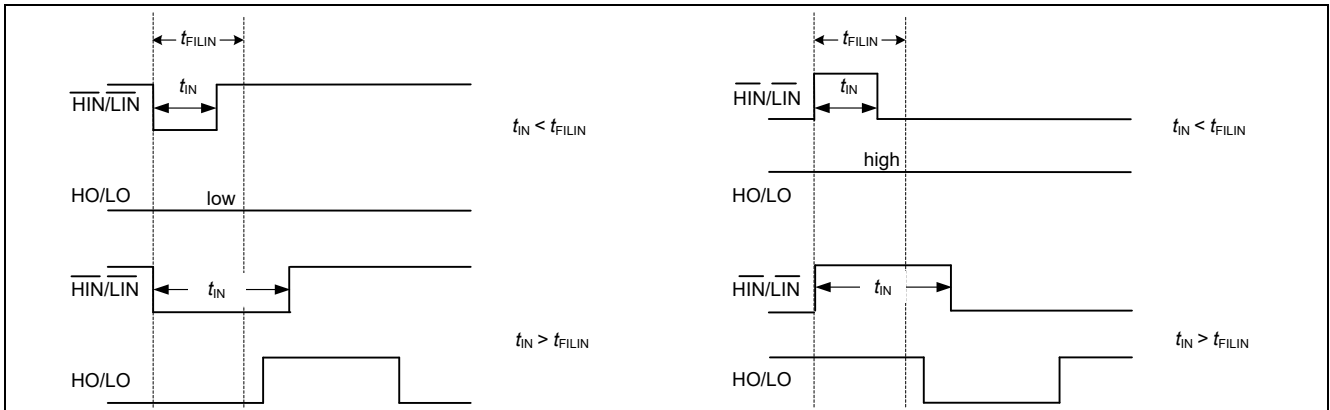 tFILIN
tIN
HIN/LIN
tIN < tFILIN
HO/LO
low
HIN/LIN
tIN
tIN > tFILIN
HO/LO
tFILIN
tIN
HIN/LIN
tIN < tFILIN
high
HO/LO
HIN/LIN
tIN
tIN > tFILIN
HO/LO